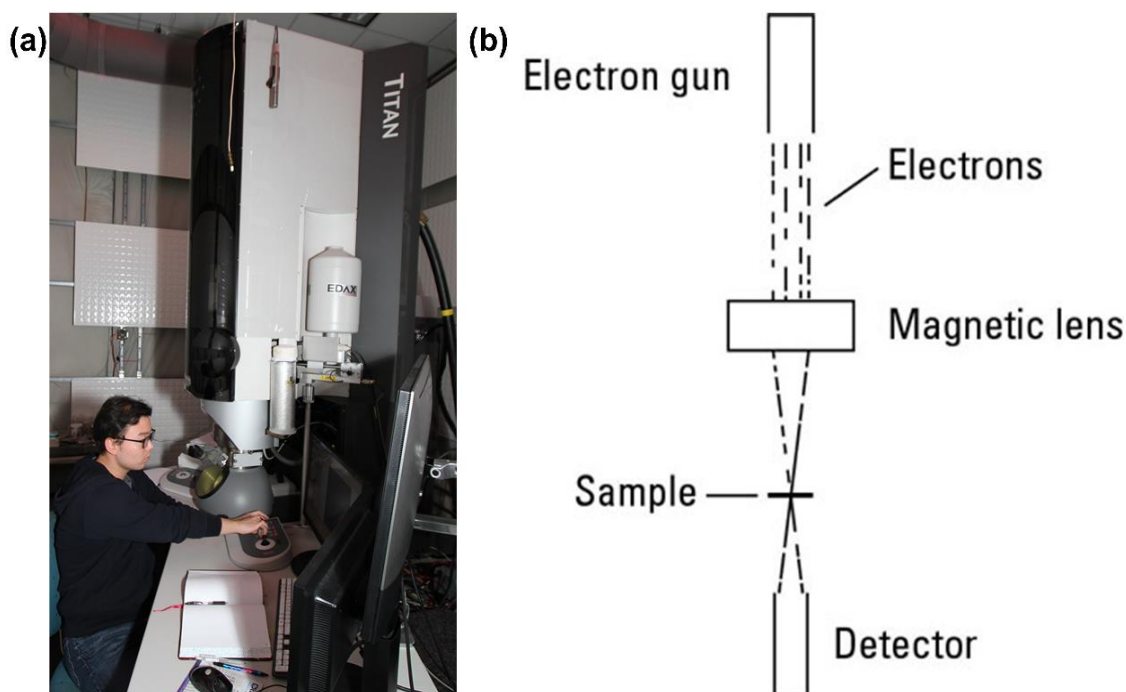 (a)
TITAN
EDAX
(b)
Electron gun
Electrons
Magnetic lens
Sample
Detector